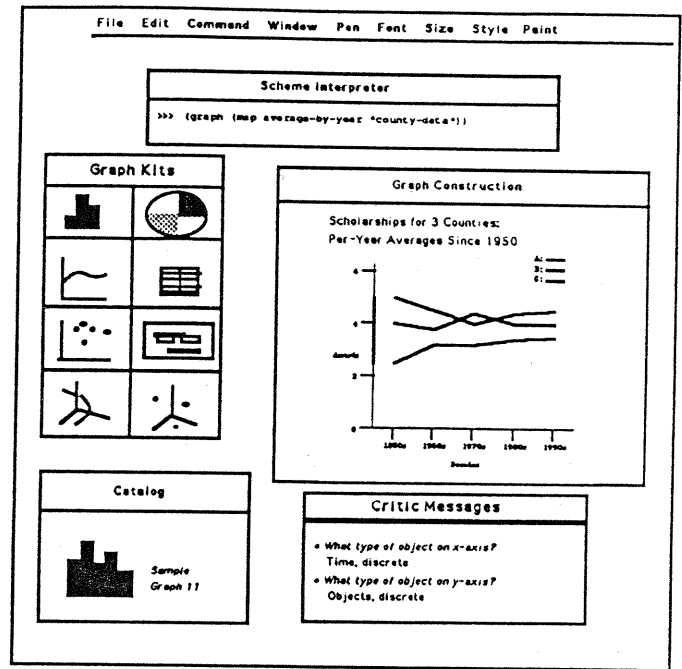 File Edit Command Window Pen Font Size Style Paint
Scheme Interpreter
>>> (graph (map average-by-year "county-data"))
Graph Kits
Graph Construction
Scholarships for 3 Counties:
Per-Year Averages Since 1950
A:
B:
C:
6
4
Awards
2
0
1950s 1960s 1970s 1980s 1990s
Decades
Catalog
Sample
Graph 11
Critic Messages
• What type of object on x-axis?
Time, discrete
• What type of object on y-axis?
Objects, discrete